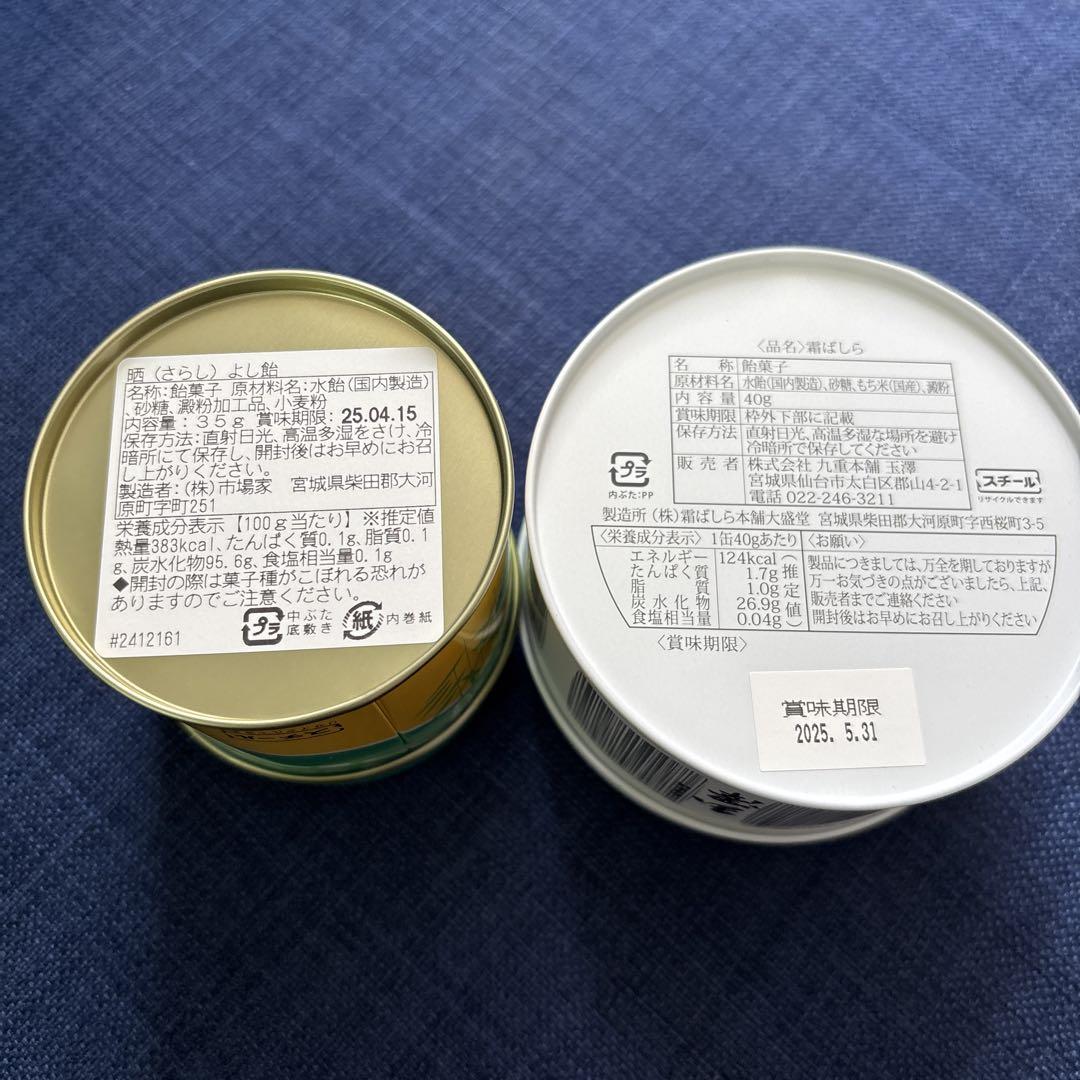 晒（さらし）よし飴
名称：飴菓子 原材料名：水飴（国内製造）
、砂糖、澱粉加工品、小麦粉
内容量：３５ｇ 賞味期限：25.04.15
保存方法：直射日光、高温多湿をさけ、冷
暗所にて保存し、開封後はお早めにお召
し上がりください。
製造者：（株）市場家 宮城県柴田郡大河
原町字町251
栄養成分表示【100ｇ当たり】※推定値
熱量383kcal、たんぱく質0.1g、脂質0.1
g、炭水化物95.6g、食塩相当量0.1g
◆開封の際は菓子種がこぼれる恐れが
ありますのでご注意ください。
#2412161
プラ 中ぶた 底敷き 紙 内巻紙
〈品名〉霜ばしら
名称 飴菓子
原材料名 水飴（国内製造）、砂糖、もち米（国産）、澱粉
内容量 40g
賞味期限 枠外下部に記載
保存方法 直射日光、高温多湿な場所を避け
冷暗所で保存してください
販売者 株式会社 九重本舗 玉澤
宮城県仙台市太白区郡山4-2-1
電話 022-246-3211
プラ
内ぶた：PP
スチール
リサイクルできます
製造所（株）霜ばしら本舗大盛堂 宮城県柴田郡大河原町字西桜町3-5
〈栄養成分表示〉1缶40gあたり
エネルギー 124kcal
たんぱく質 1.7g
脂質 1.0g
炭水化物 26.9g
食塩相当量 0.04g
（推定値）
〈お願い〉
製品につきましては、万全を期しておりますが
万一お気づきの点がございましたら、上記、
販売者までご連絡ください
開封後はお早めにお召し上がりください
〈賞味期限〉
賞味期限
2025. 5.31